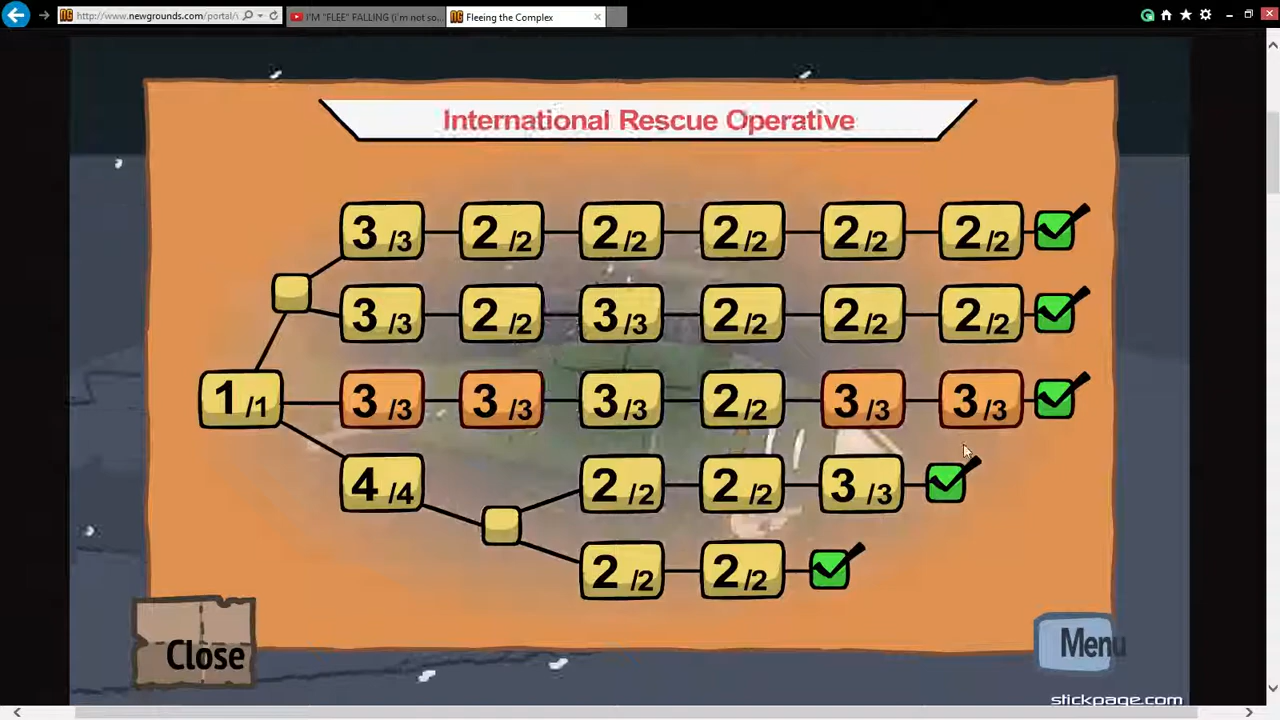 http://www.newgrounds.com/portal/
I'M "FLEE" FALLING (i'm not so...
Fleeing the Complex
International Rescue Operative
3/3 2/2 2/2 2/2 2/2 2/2
3/3 2/2 3/3 2/2 2/2 2/2
1/1 3/3 3/3 3/3 2/2 3/3 3/3
4/4 2/2 2/2 3/3
2/2 2/2
Close
Menu
stickpage.com